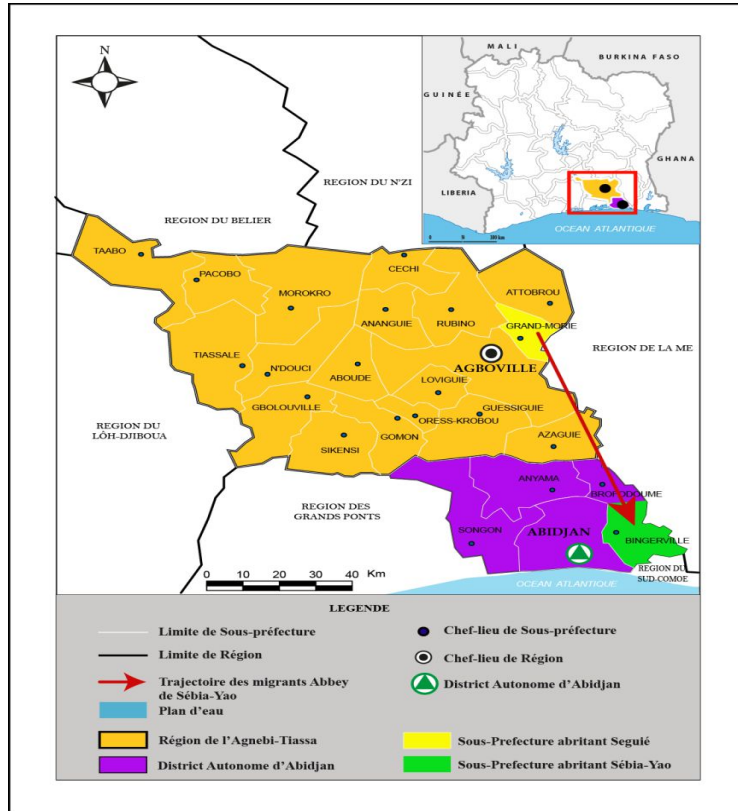 N
MALI
BURKINA FASO
GUINÉE
GHANA
LIBERIA
OCEAN ATLANTIQUE
REGION DU N'ZI
REGION DU BELIER
TAABO
PACOBO
CECHI
MOROKRO
ATTOBROU
ANANGUIE
RUBINO
GRAND-MORIE
REGION DE LA ME
TIASSALE
N'DOUCI
ABOUDE
AGBOVILLE
LOVIGUIE
GBOLOUVILLE
GUESSIGUIE
ORESS-KROBOU
REGION DU
LÔH-DJIBOUA
SIKENSI
GOMON
AZAGUIE
ANYAMA
BROFODOUME
REGION DES
GRANDS PONTS
SONGON
ABIDJAN
BINGERVILLE
REGION DU
SUD-COMOE
0 10 20 30 40 Km
OCEAN ATLANTIQUE
LEGENDE
Limite de Sous-préfecture
Chef-lieu de Sous-préfecture
Limite de Région
Chef-lieu de Région
Trajectoire des migrants Abbey
de Sébia-Yao
District Autonome d'Abidjan
Plan d'eau
Région de l'Agnebi-Tiassa
Sous-Prefecture abritant Seguié
District Autonome d'Abidjan
Sous-Prefecture abritant Sébia-Yao